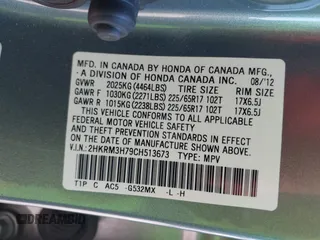 MFD. IN CANADA BY HONDA OF CANADA MFG.,
- A DIVISION OF HONDA CANADA INC. 08/'12
GVWR 2025KG(4464LBS) TIRE SIZE RIM SIZE
GAWR F 1030KG(2271LBS) 225/65R17 102T 17X6.5J
GAWR R 1015KG(2238LBS) 225/65R17 102T 17X6.5J
THIS VEHICLE CONFORMS TO ALL APPLICABLE
FEDERAL MOTOR VEHICLE SAFETY AND THEFT
PREVENTION STANDARDS IN EFFECT ON THE
DATE OF MANUFACTURE SHOWN ABOVE.
V.I.N.: 2HKRM3H79CH513673 TYPE: MPV
T1P C AC5 -G532MX -L -H
AUTOBIDMASTER